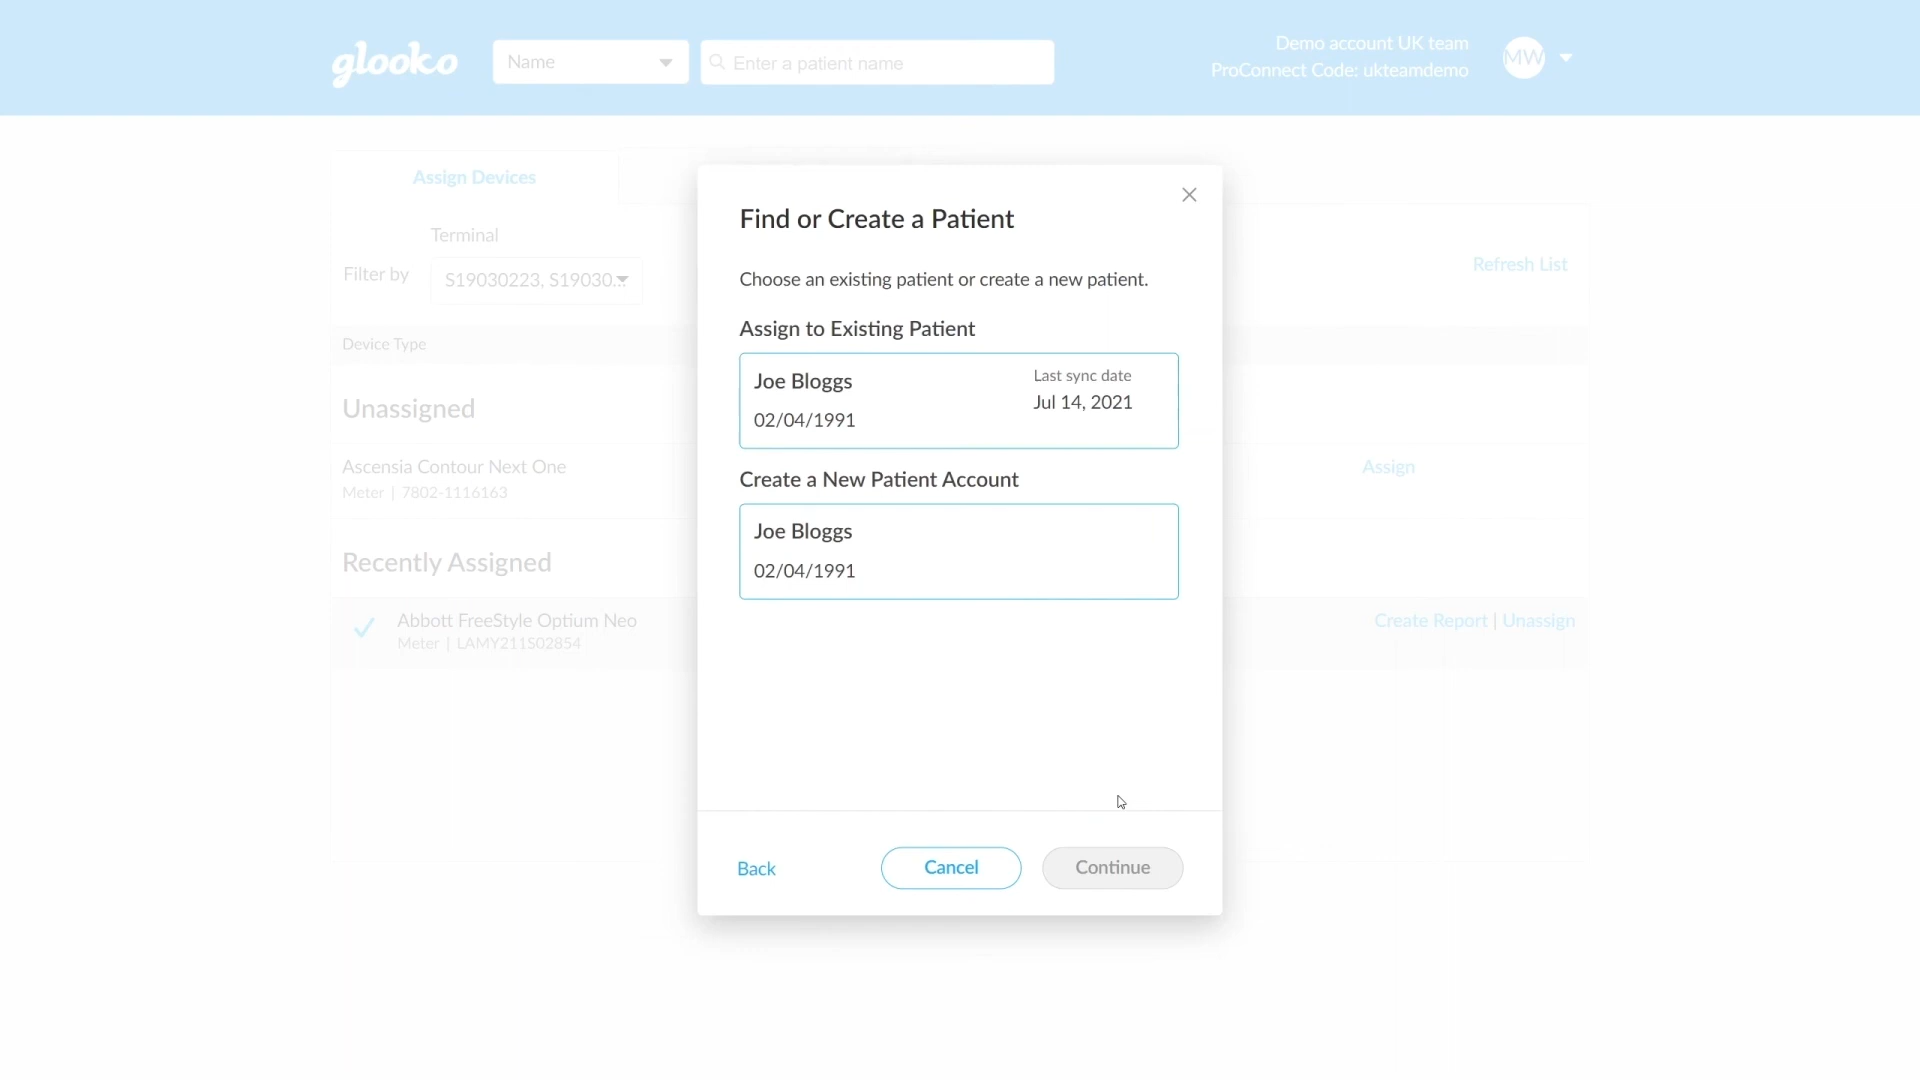 glooko
Name
Enter a patient name
Demo account UK team
ProConnect Code: ukteamdemo
MW
Assign Devices
Terminal
Filter by
S19030223, S19030...
Refresh List
Device Type
Unassigned
Ascensia Contour Next One
Meter | 7802-1116163
Assign
Recently Assigned
Abbott FreeStyle Optium Neo
Meter | LAMY211S02854
Create Report | Unassign
Find or Create a Patient
Choose an existing patient or create a new patient.
Assign to Existing Patient
Joe Bloggs
02/04/1991
Last sync date
Jul 14, 2021
Create a New Patient Account
Joe Bloggs
02/04/1991
Back
Cancel
Continue